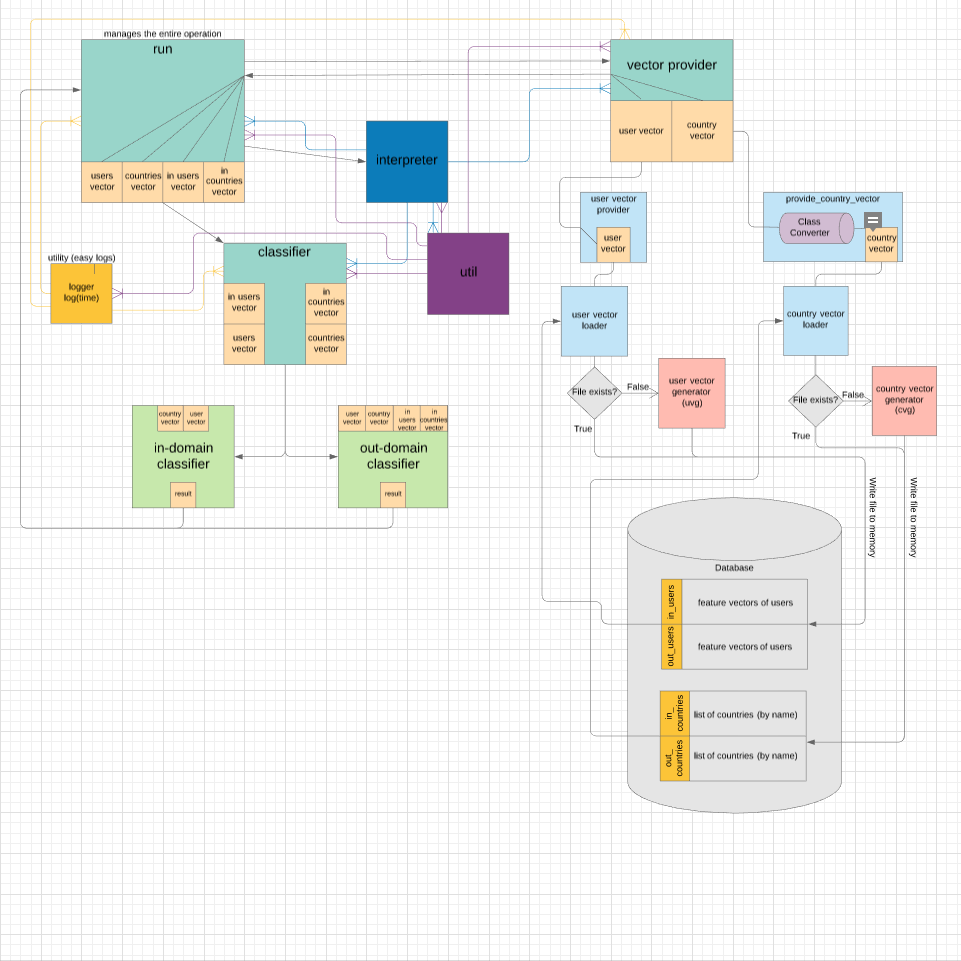 manages the entire operation
run
users
vector
countries
vector
in users
vector
in
countries
vector
interpreter
util
vector provider
user vector
country
vector
user vector
provider
user
vector
provide_country_vector
Class
Converter
country
vector
utility (easy logs)
logger
log(time)
classifier
in users
vector
in
countries
vector
users
vector
countries
vector
user vector
loader
country vector
loader
File exists?
False
True
user vector
generator
(uvg)
File exists?
False
True
country vector
generator
(cvg)
country
vector
user
vector
in-domain
classifier
result
user
vector
country
vector
in
users
vector
in
countries
vector
out-domain
classifier
result
Write file to memory
Write file to memory
Database
in_users
feature vectors of users
out_users
feature vectors of users
in_
countries
list of countries (by name)
out_
countries
list of countries (by name)